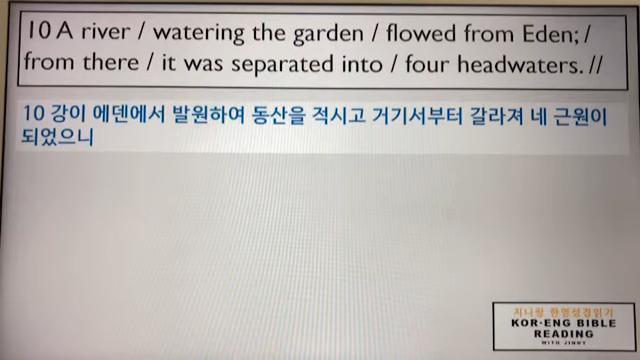 10 A river / watering the garden / flowed from Eden; /
from there / it was separated into / four headwaters. //
10 강이 에덴에서 발원하여 동산을 적시고 거기서부터 갈라져 네 근원이
되었으니
지니랑 한영성경읽기
KOR·ENG BIBLE
READING
WITH JINNY